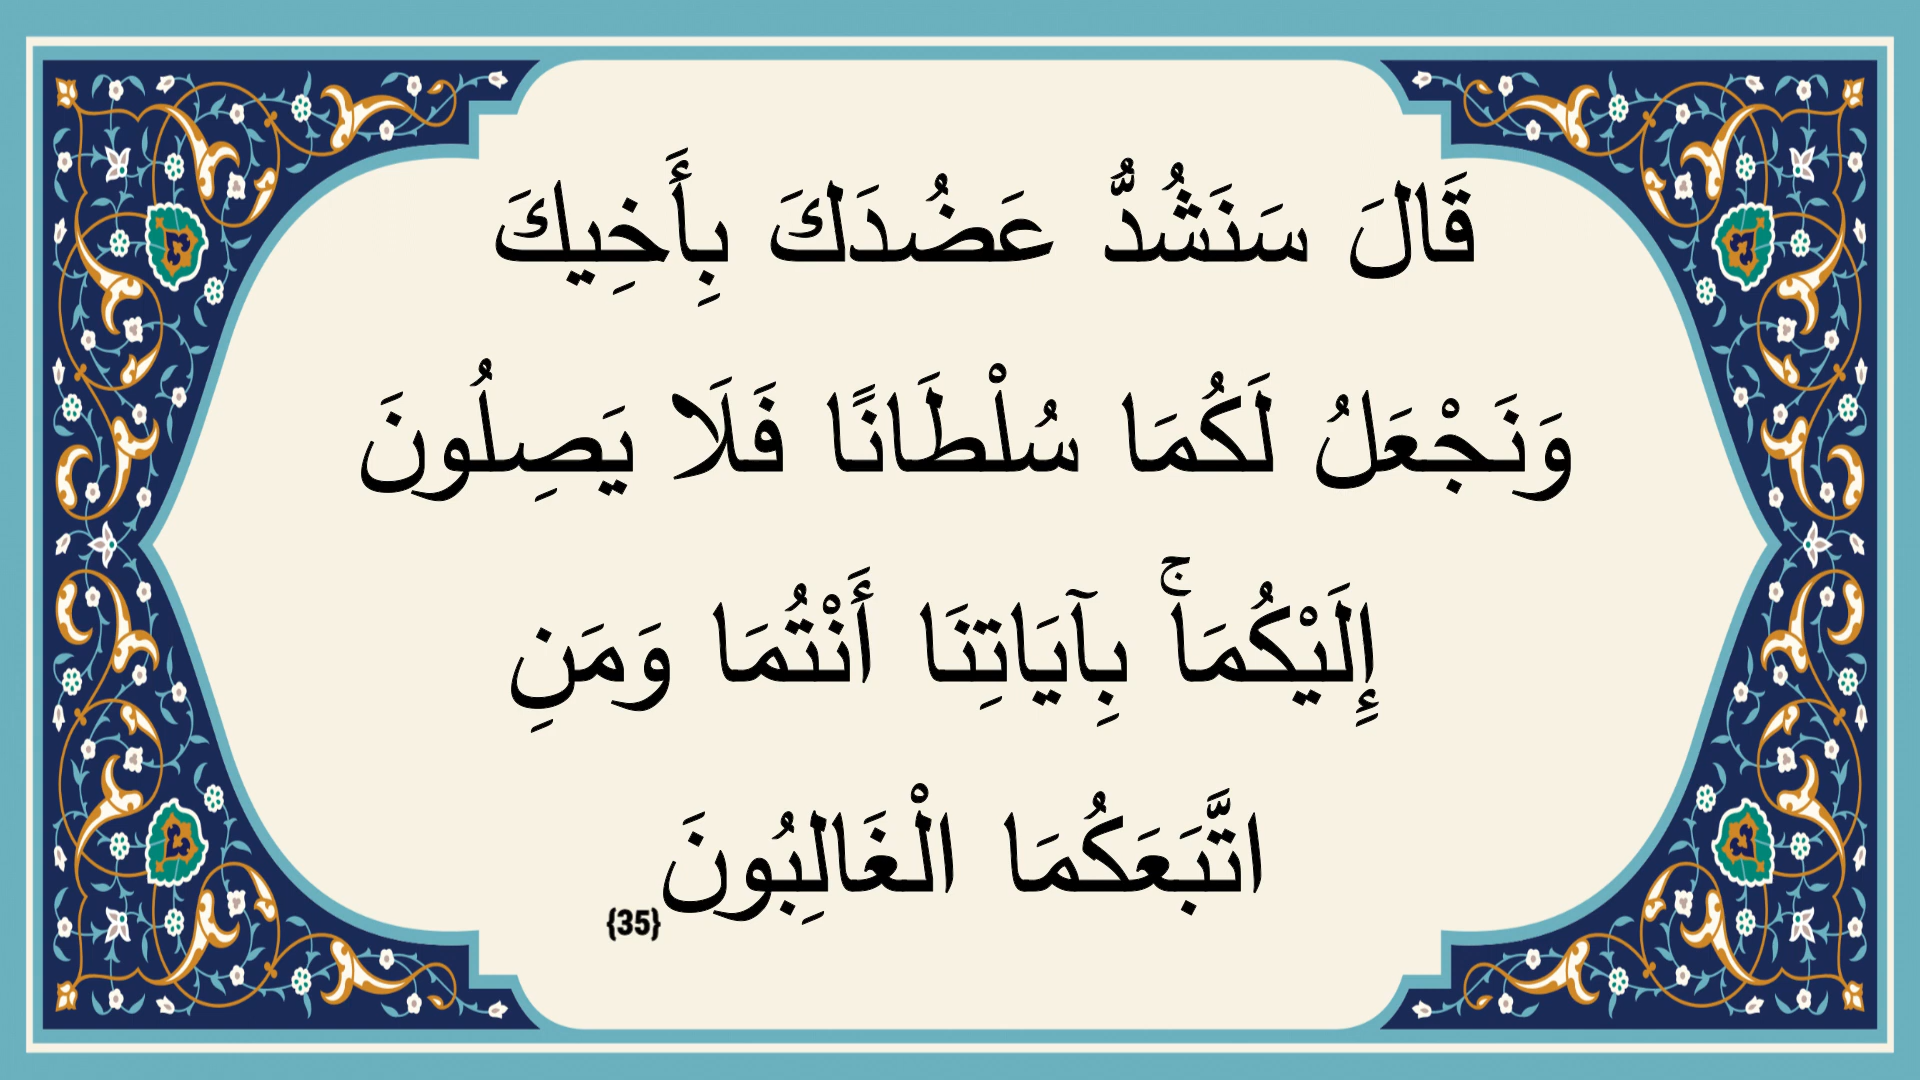 قَالَ سَنَشُدُّ عَضُدَكَ بِأَخِيكَ
وَنَجْعَلُ لَكُمَا سُلْطَانًا فَلَا يَصِلُونَ
إِلَيْكُمَاۚ بِآيَاتِنَا أَنْتُمَا وَمَنِ
اتَّبَعَكُمَا الْغَالِبُونَ {35}